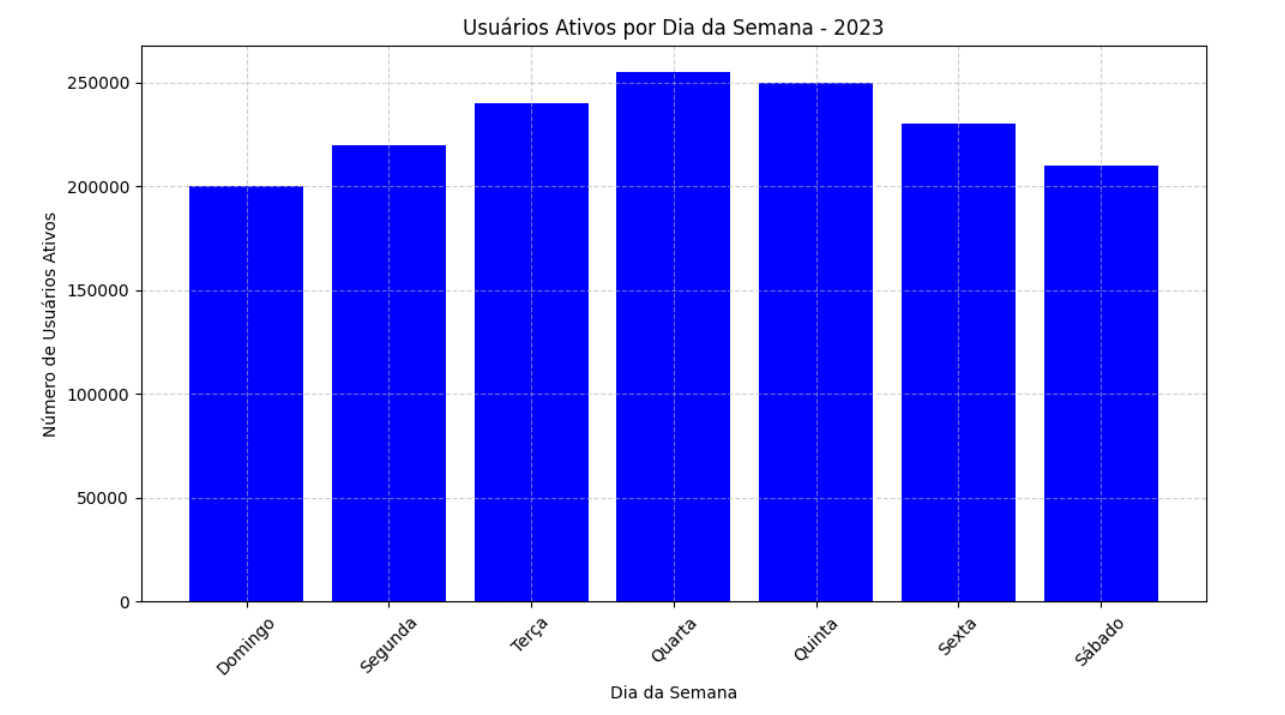 Usuários Ativos por Dia da Semana - 2023
Número de Usuários Ativos
250000
200000
150000
100000
50000
0
Domingo
Segunda
Terça
Quarta
Quinta
Sexta
Sábado
Dia da Semana